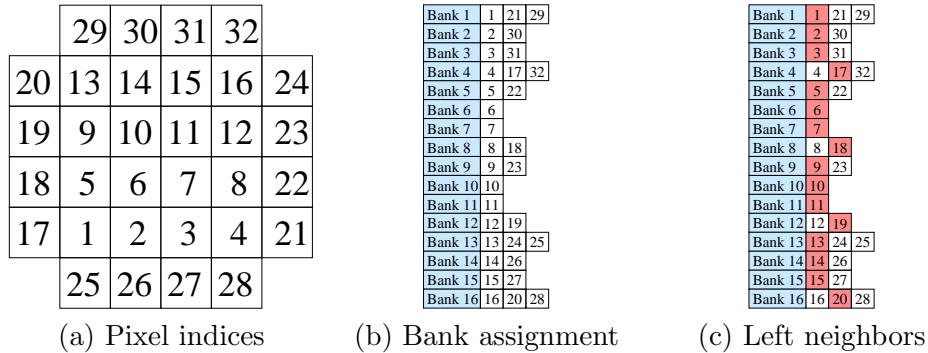 29 30 31 32
20 13 14 15 16 24
19 9 10 11 12 23
18 5 6 7 8 22
17 1 2 3 4 21
25 26 27 28
(a) Pixel indices
Bank 1 1 21 29
Bank 2 2 30
Bank 3 3 31
Bank 4 4 17 32
Bank 5 5 22
Bank 6 6
Bank 7 7
Bank 8 8 18
Bank 9 9 23
Bank 10 10
Bank 11 11
Bank 12 12 19
Bank 13 13 24 25
Bank 14 14 26
Bank 15 15 27
Bank 16 16 20 28
(b) Bank assignment
Bank 1 1 21 29
Bank 2 2 30
Bank 3 3 31
Bank 4 4 17 32
Bank 5 5 22
Bank 6 6
Bank 7 7
Bank 8 8 18
Bank 9 9 23
Bank 10 10
Bank 11 11
Bank 12 12 19
Bank 13 13 24 25
Bank 14 14 26
Bank 15 15 27
Bank 16 16 20 28
(c) Left neighbors